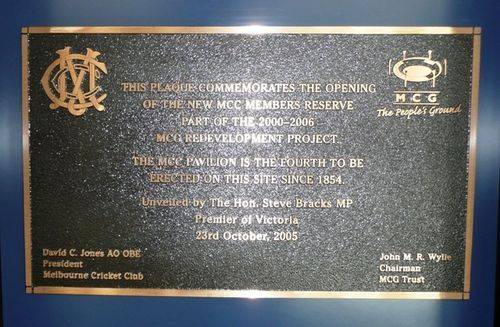 MCC
MCG
The People's Ground
THIS PLAQUE COMMEMORATES THE OPENING
OF THE NEW MCC MEMBERS RESERVE
PART OF THE 2000–2006
MCG REDEVELOPMENT PROJECT.
THE MCC PAVILION IS THE FOURTH TO BE
ERECTED ON THIS SITE SINCE 1854.
Unveiled by The Hon. Steve Bracks MP
Premier of Victoria
23rd October, 2005
David C. Jones AO OBE
President
Melbourne Cricket Club
John M. R. Wylie
Chairman
MCG Trust